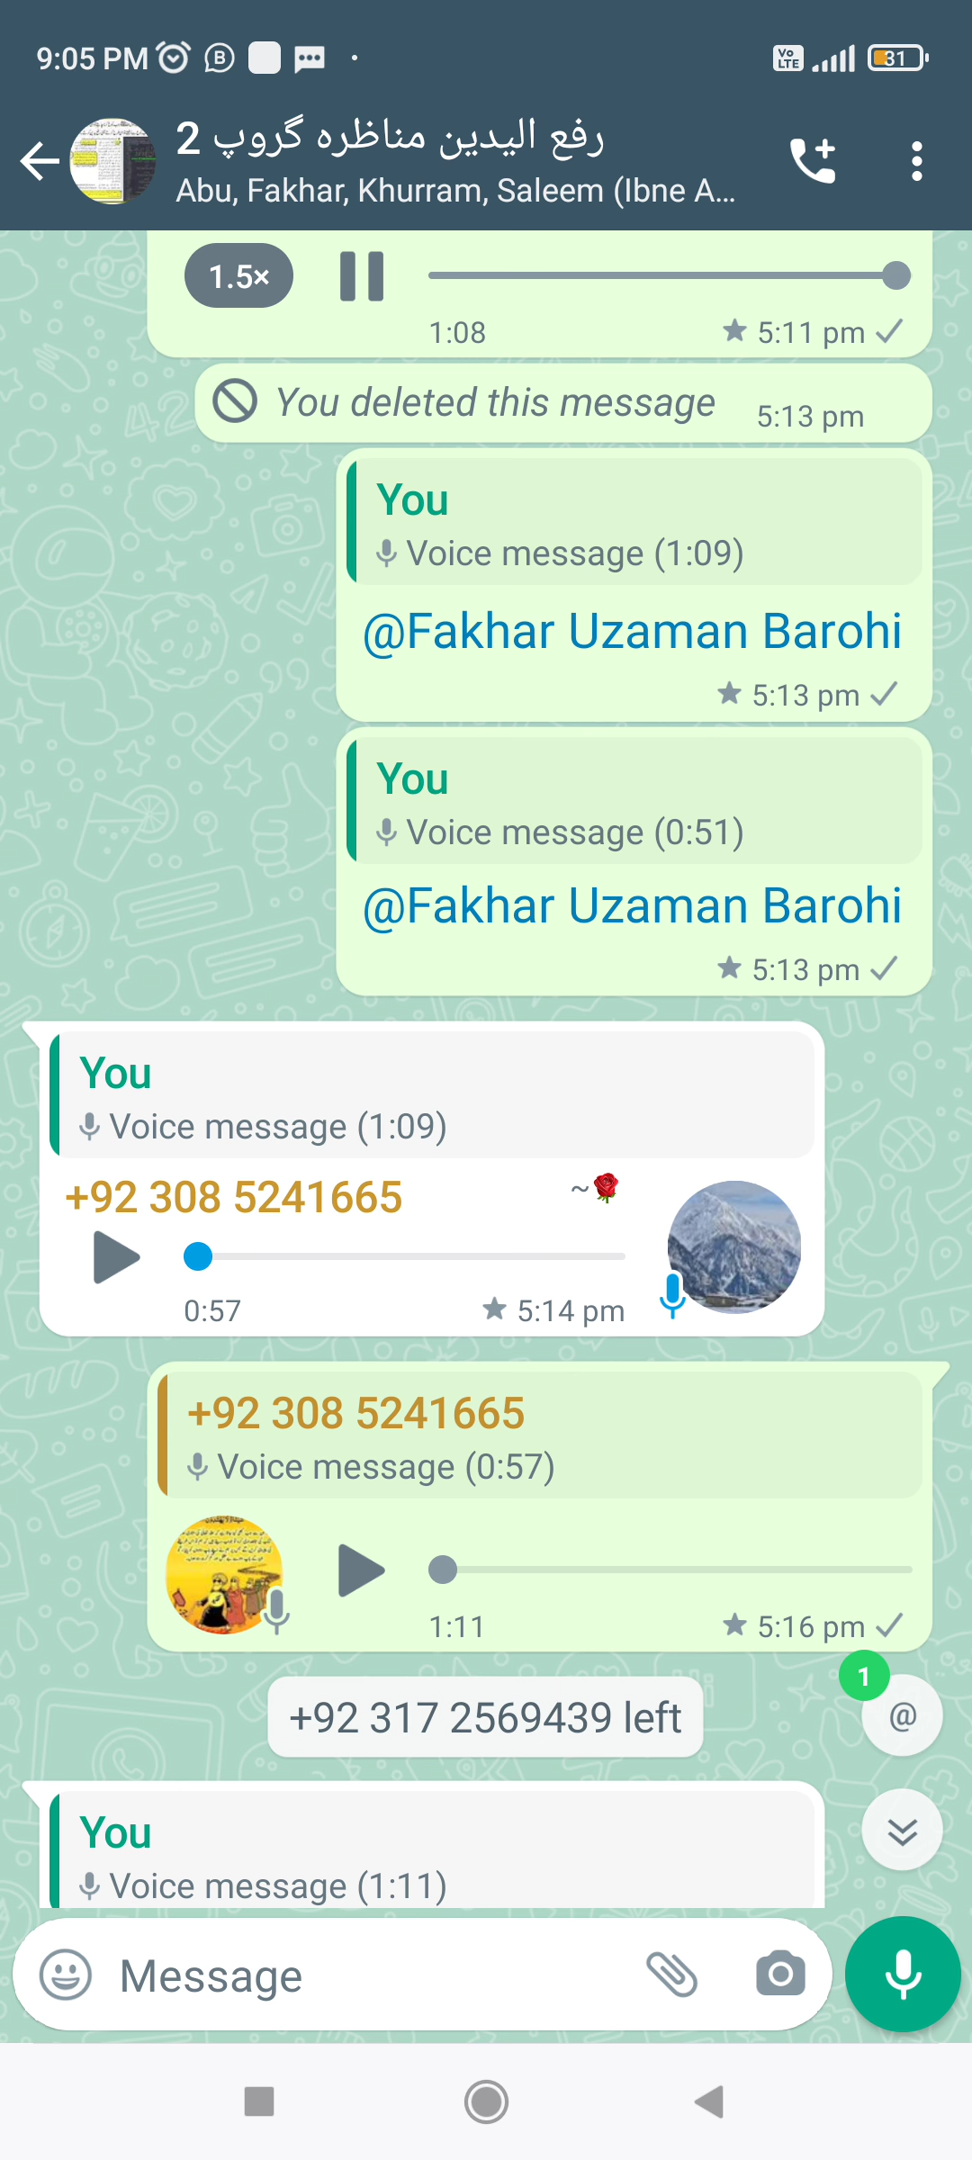 9:05 PM
Vo LTE
31
رفع الیدین مناظرہ گروپ 2
Abu, Fakhar, Khurram, Saleem (Ibne A...
1.5×
1:08
5:11 pm
You deleted this message 5:13 pm
You
Voice message (1:09)
@Fakhar Uzaman Barohi
5:13 pm
You
Voice message (0:51)
@Fakhar Uzaman Barohi
5:13 pm
You
Voice message (1:09)
+92 308 5241665 ~🌹
0:57 5:14 pm
+92 308 5241665
Voice message (0:57)
1:11 5:16 pm
1
+92 317 2569439 left
@
You
Voice message (1:11)
Message